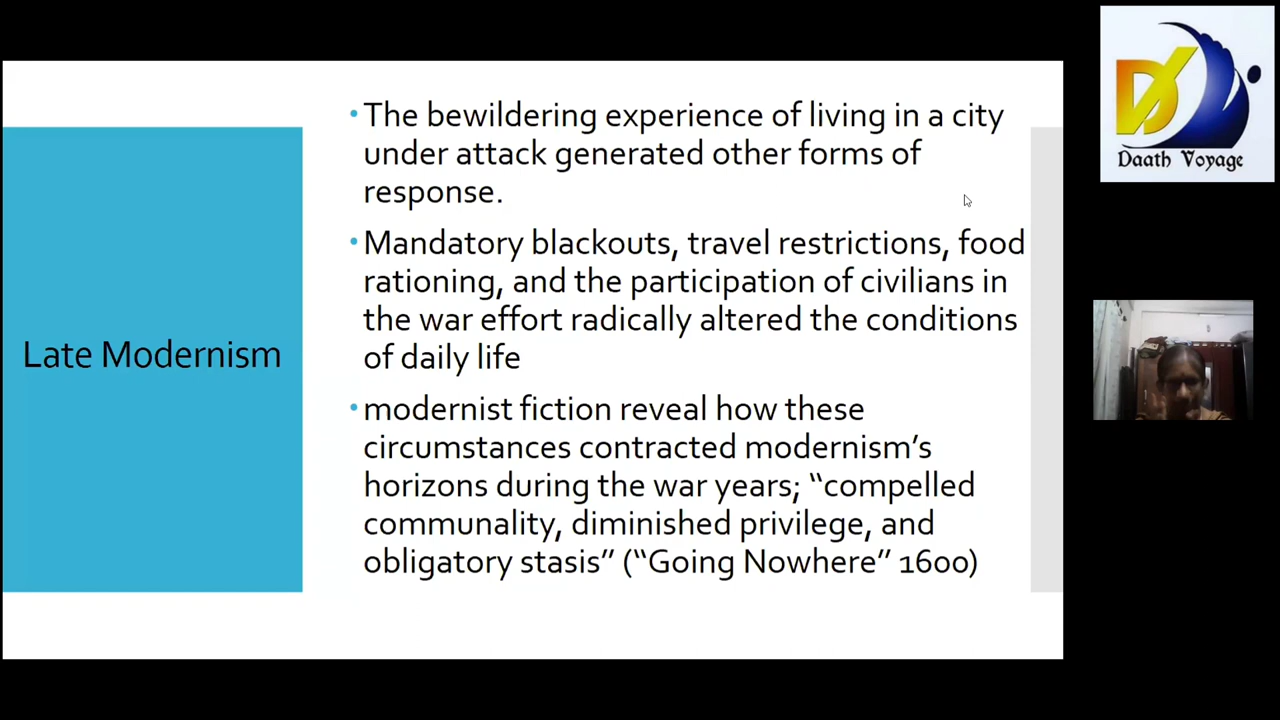 Late Modernism
• The bewildering experience of living in a city
under attack generated other forms of
response.
• Mandatory blackouts, travel restrictions, food
rationing, and the participation of civilians in
the war effort radically altered the conditions
of daily life
• modernist fiction reveal how these
circumstances contracted modernism’s
horizons during the war years; “compelled
communality, diminished privilege, and
obligatory stasis” (“Going Nowhere” 1600)
Daath Voyage